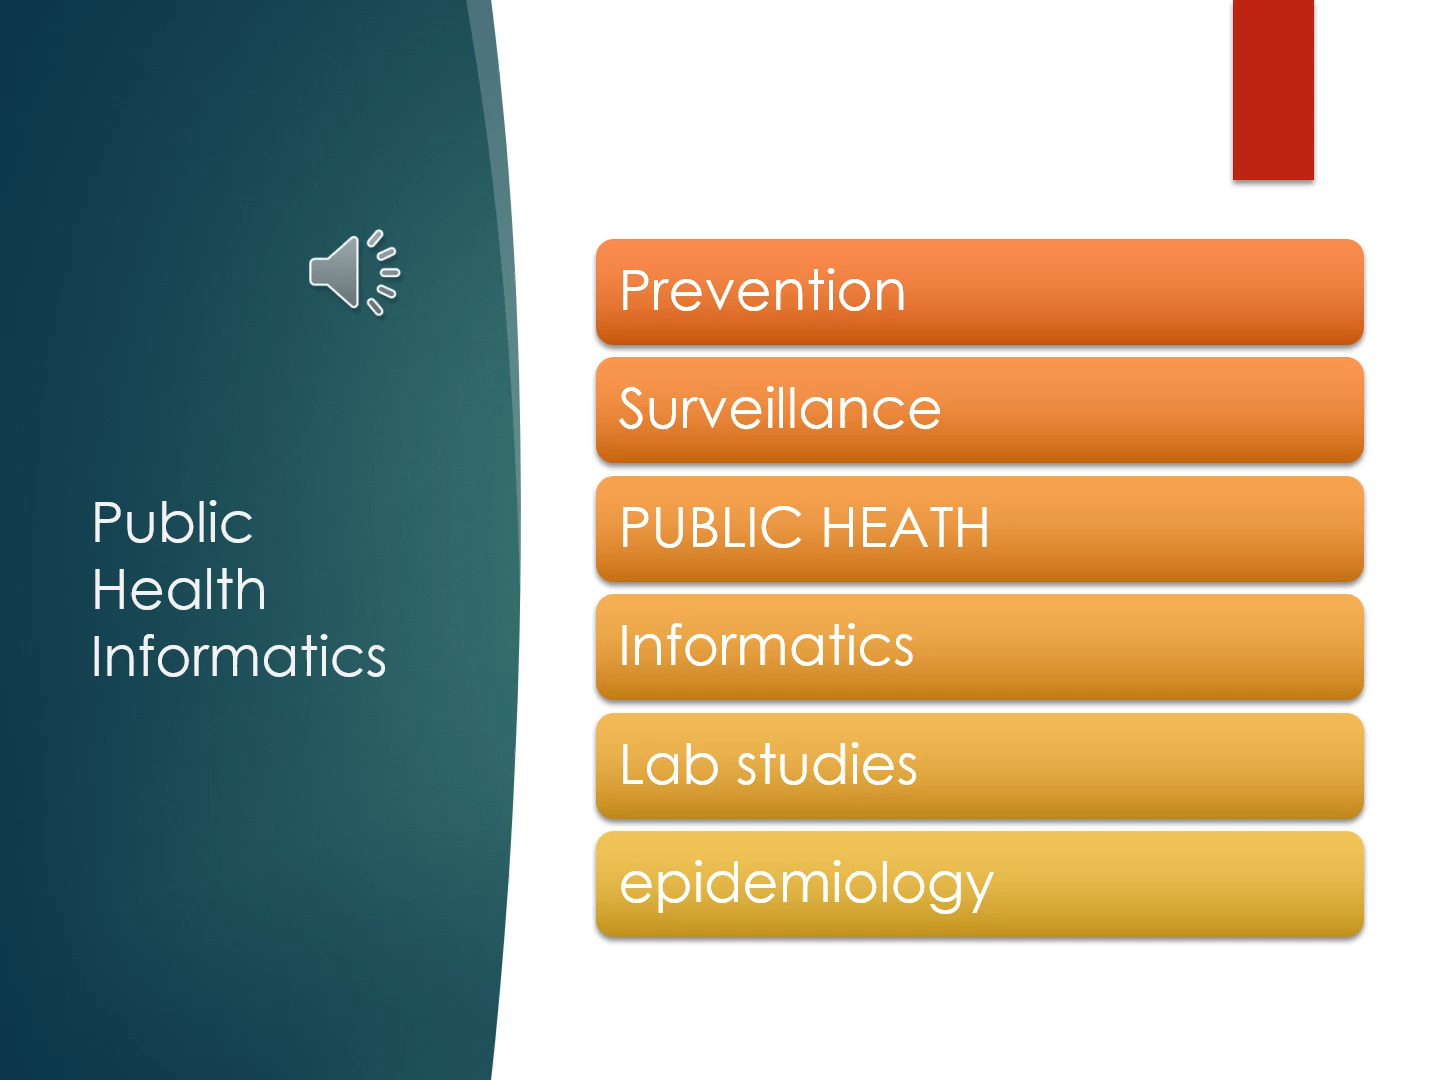 Public
Health
Informatics
Prevention
Surveillance
PUBLIC HEATH
Informatics
Lab studies
epidemiology